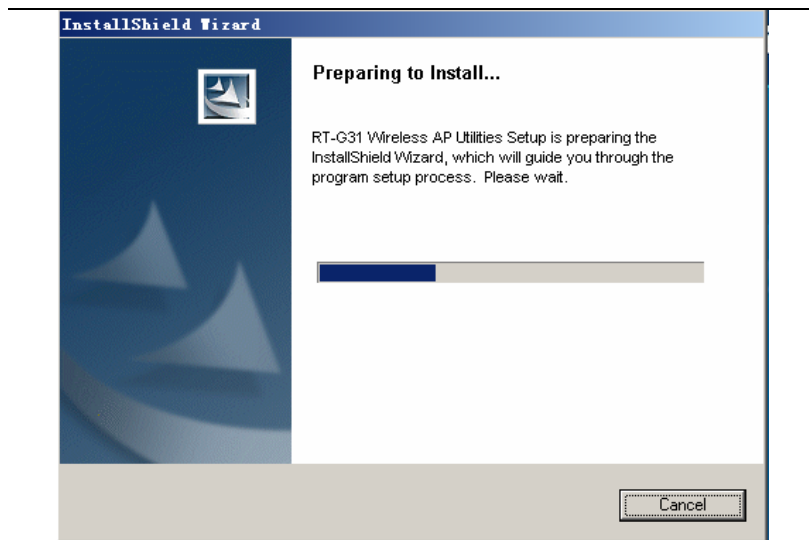 InstallShield Wizard
Preparing to Install...
RT-G31 Wireless AP Utilities Setup is preparing the
InstallShield Wizard, which will guide you through the
program setup process. Please wait.
Cancel